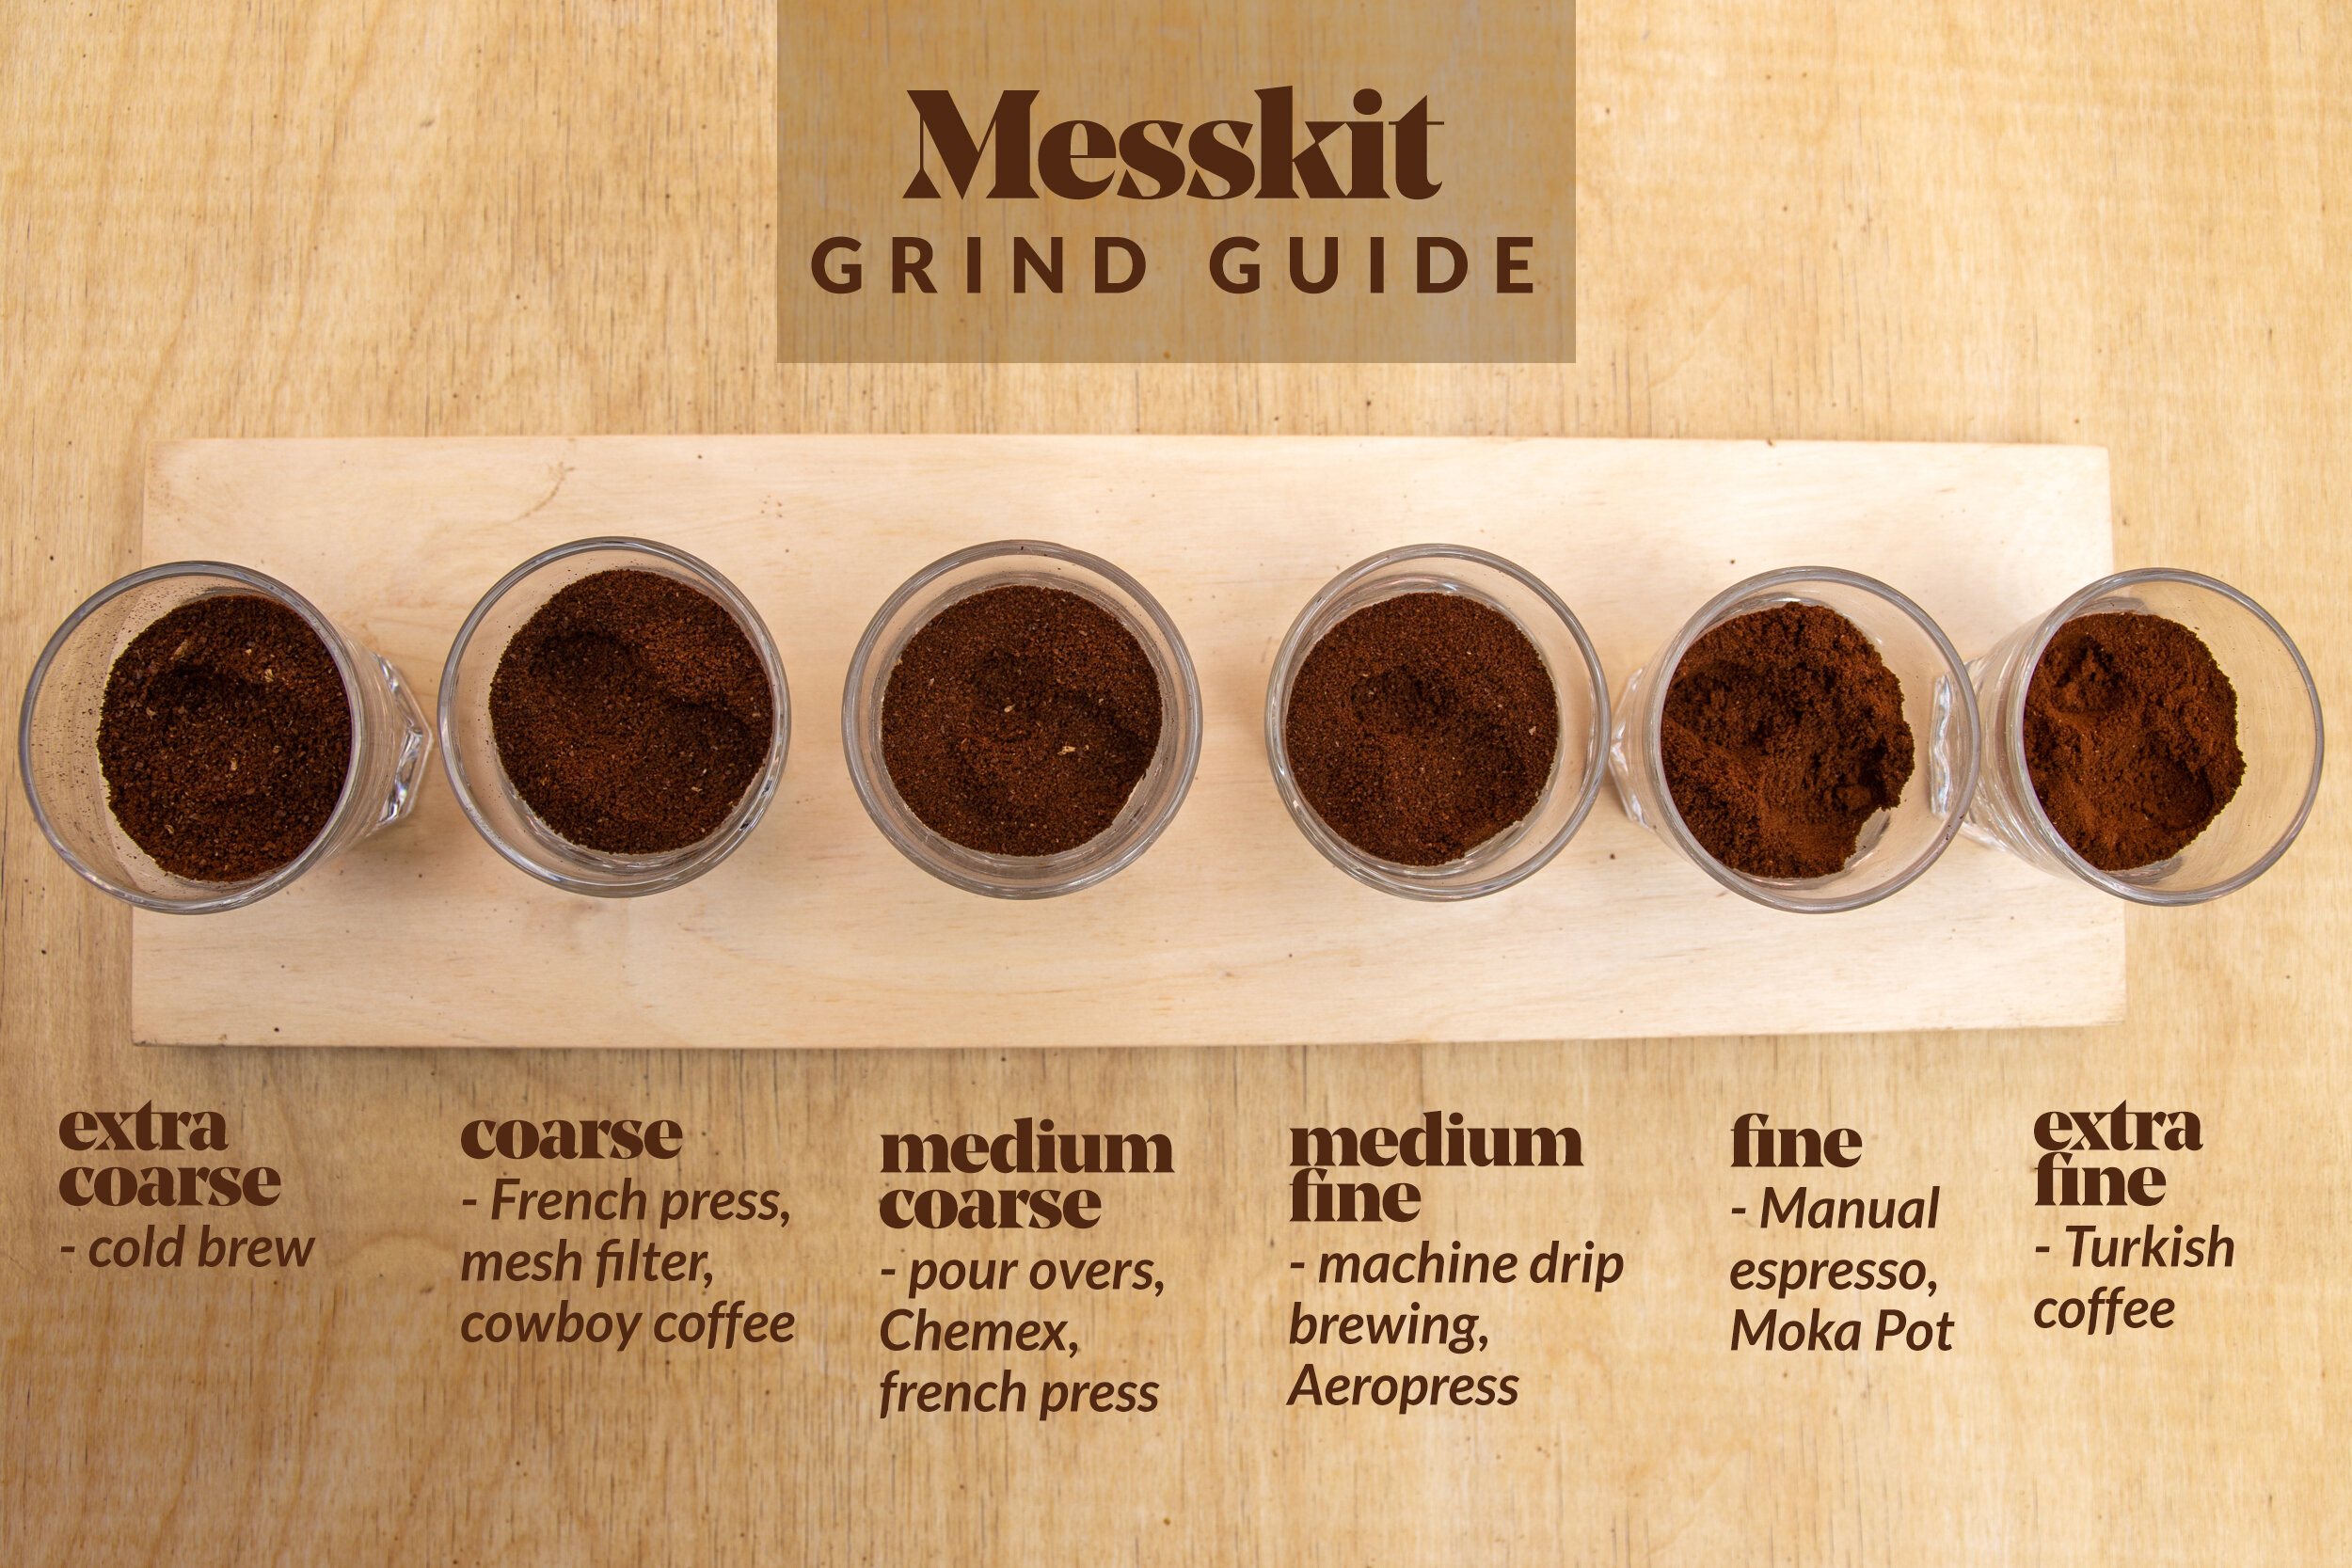 Messkit
GRIND GUIDE
extra
coarse
- cold brew
coarse
- French press,
mesh filter,
cowboy coffee
medium
coarse
- pour overs,
Chemex,
french press
medium
fine
- machine drip
brewing,
Aeropress
fine
- Manual
espresso,
Moka Pot
extra
fine
- Turkish
coffee